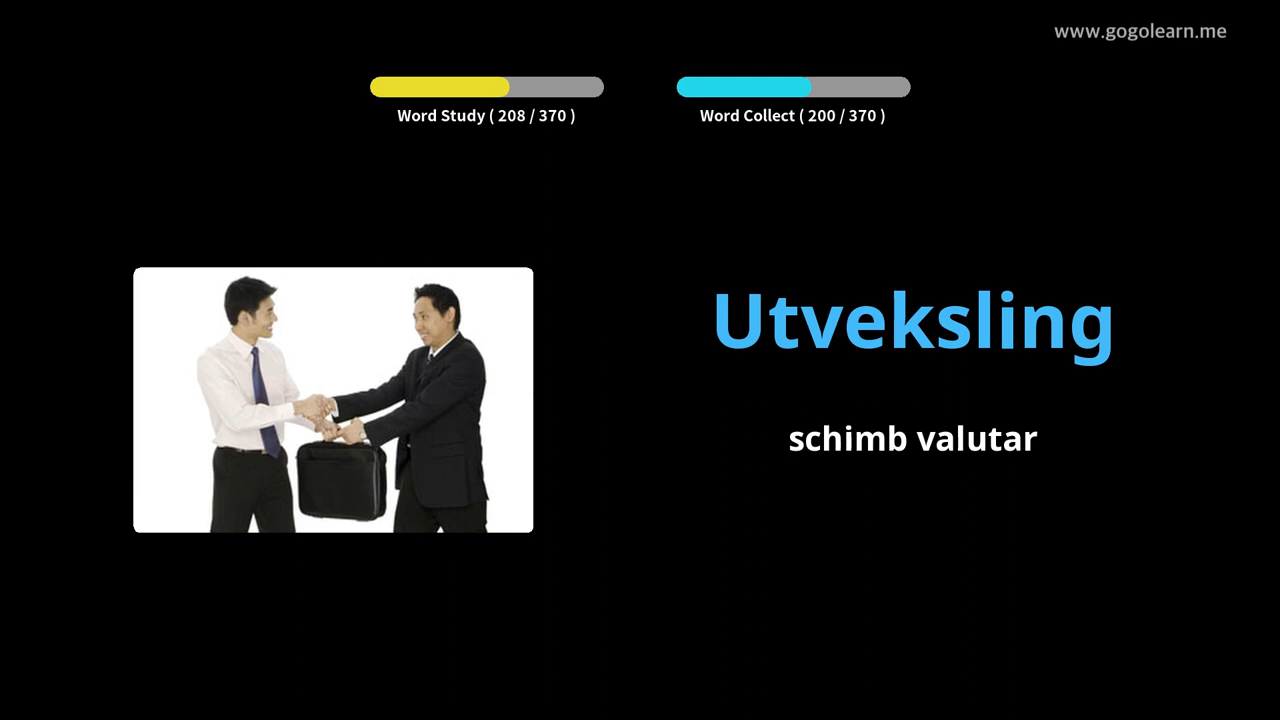 www.gogolearn.me
Word Study ( 208 / 370 )
Word Collect ( 200 / 370 )
Utveksling
schimb valutar